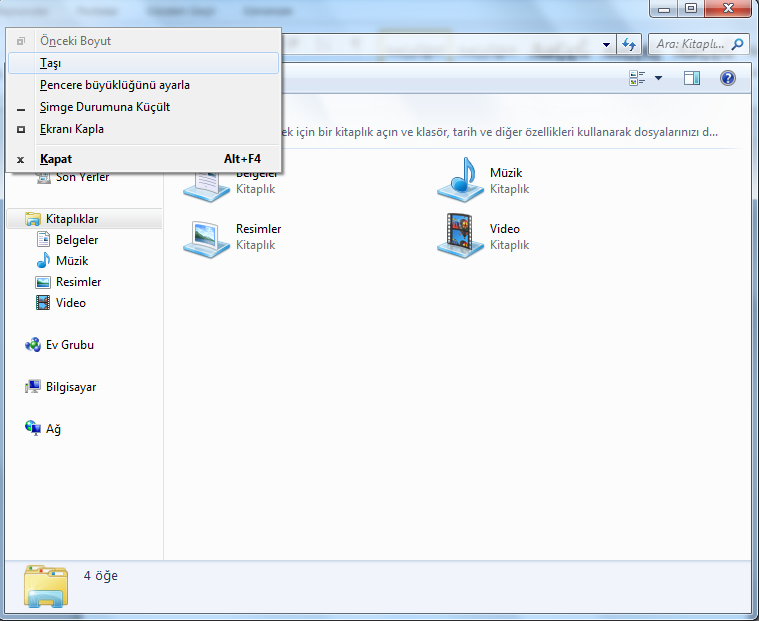 Önceki Boyut
Taşı
Pencere büyüklüğünü ayarla
Simge Durumuna Küçült
Ekranı Kapla
Kapat Alt+F4
Ara: Kitaplı...
için bir kitaplık açın ve klasör, tarih ve diğer özellikleri kullanarak dosyalarınızı d...
Son Yerler
Kitaplıklar
Belgeler
Müzik
Resimler
Video
Ev Grubu
Bilgisayar
Ağ
Belgeler
Kitaplık
Müzik
Kitaplık
Resimler
Kitaplık
Video
Kitaplık
4 öğe